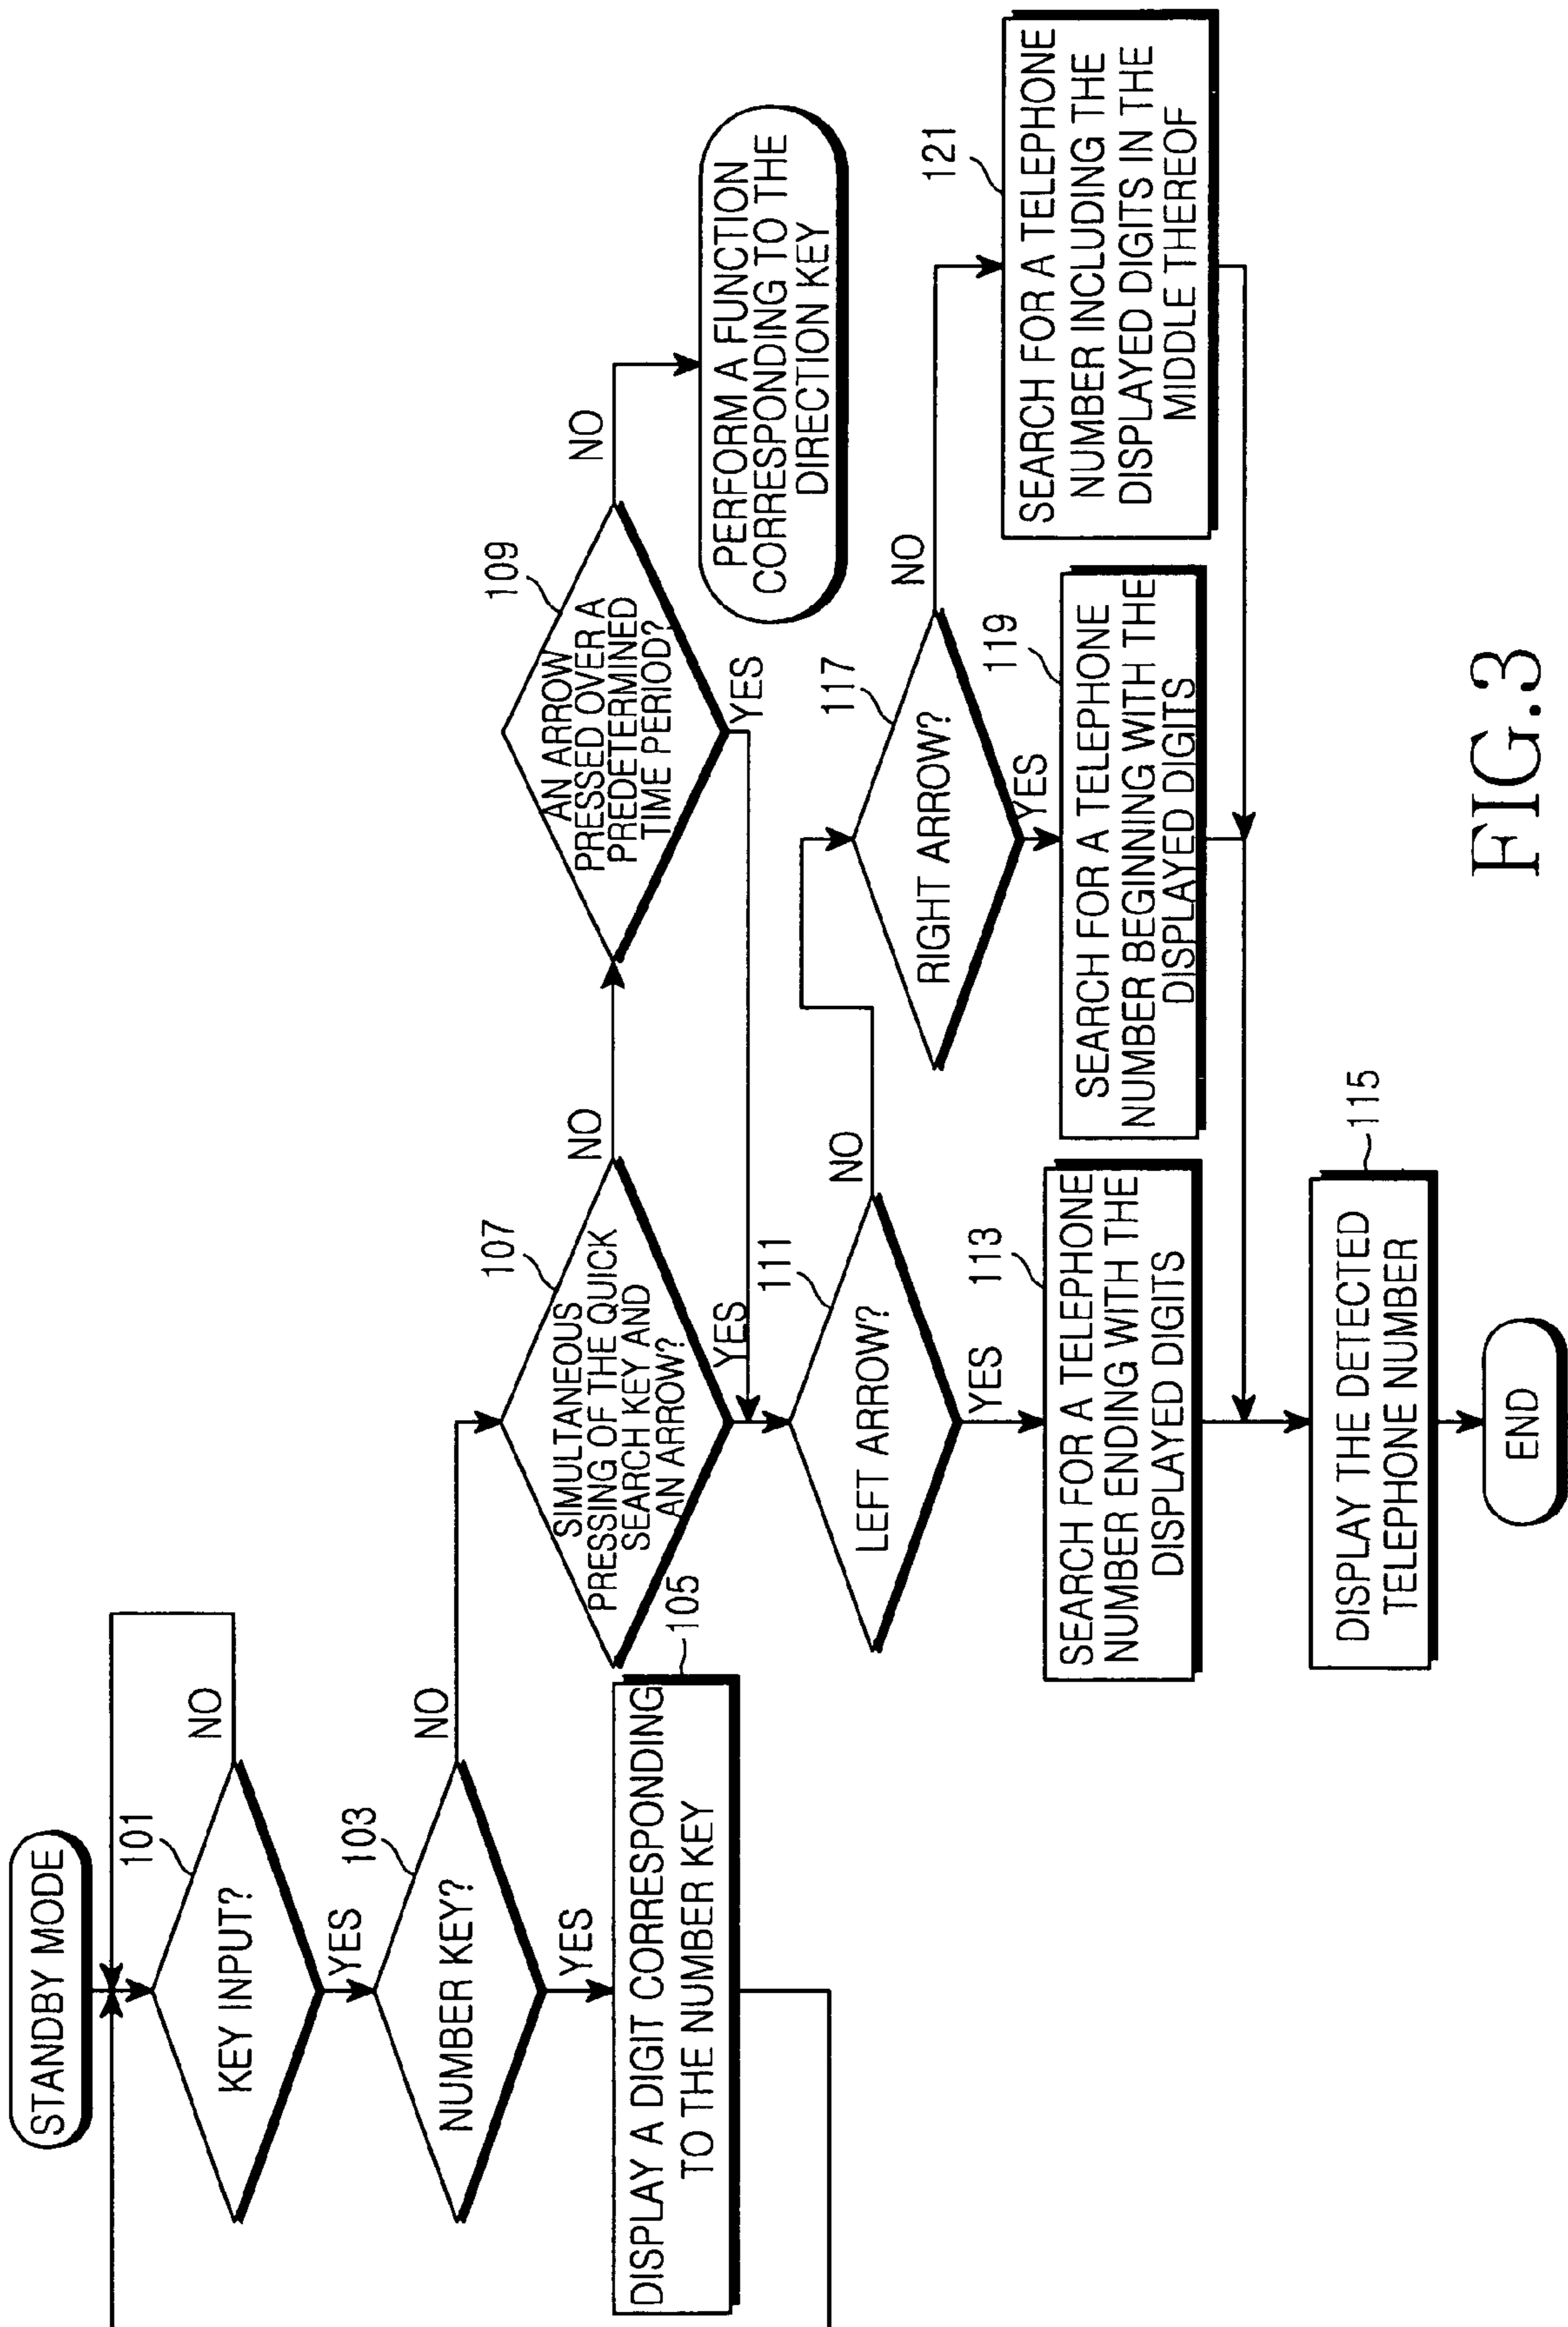 STANDBY MODE
101
KEY INPUT?
NO
YES
103
NUMBER KEY?
NO
YES
105
DISPLAY A DIGIT CORRESPONDING
TO THE NUMBER KEY
107
SIMULTANEOUS
PRESSING OF THE QUICK
SEARCH KEY AND
AN ARROW?
NO
YES
109
AN ARROW
PRESSED OVER A
PREDETERMINED
TIME PERIOD?
NO
YES
PERFORM A FUNCTION
CORRESPONDING TO THE
DIRECTION KEY
111
LEFT ARROW?
NO
YES
113
SEARCH FOR A TELEPHONE
NUMBER ENDING WITH THE
DISPLAYED DIGITS
117
RIGHT ARROW?
NO
YES
119
SEARCH FOR A TELEPHONE
NUMBER BEGINNING WITH THE
DISPLAYED DIGITS
121
SEARCH FOR A TELEPHONE
NUMBER INCLUDING THE
DISPLAYED DIGITS IN THE
MIDDLE THEREOF
115
DISPLAY THE DETECTED
TELEPHONE NUMBER
END
FIG.3